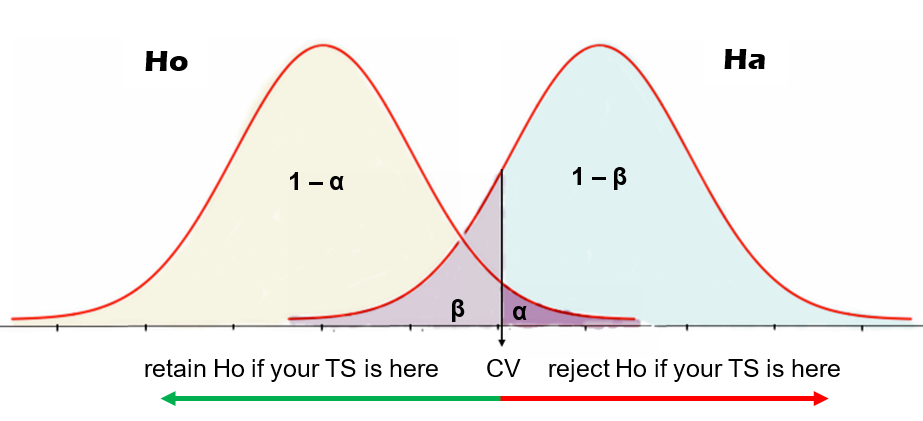 Ho
Ha
1 – α
1 – β
β
α
retain Ho if your TS is here
CV
reject Ho if your TS is here